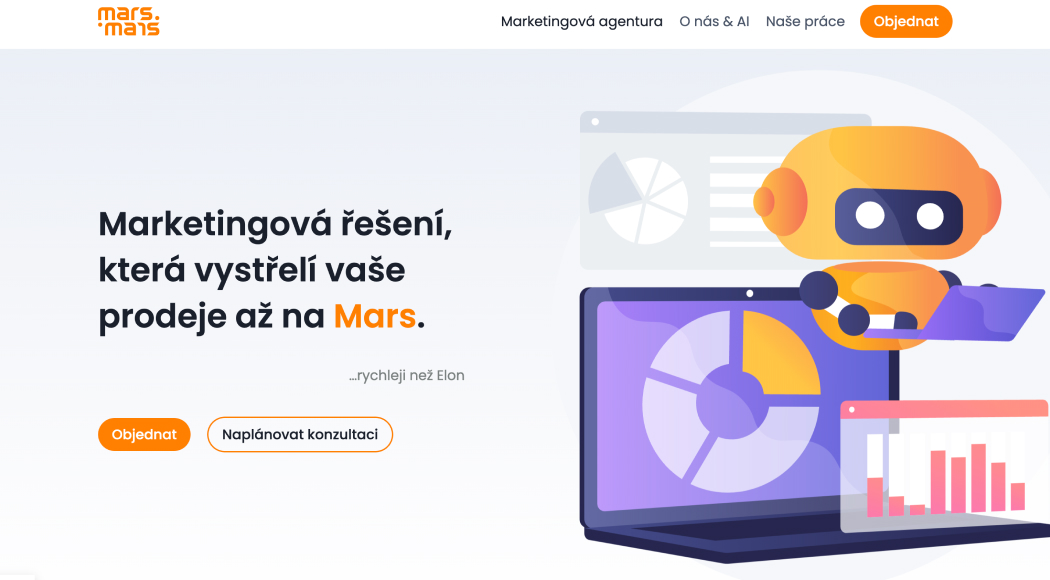 mars.
mars
Marketingová agentura O nás & AI Naše práce Objednat
Marketingová řešení,
která vystřelí vaše
prodeje až na Mars.
...rychleji než Elon
Objednat Naplánovat konzultaci